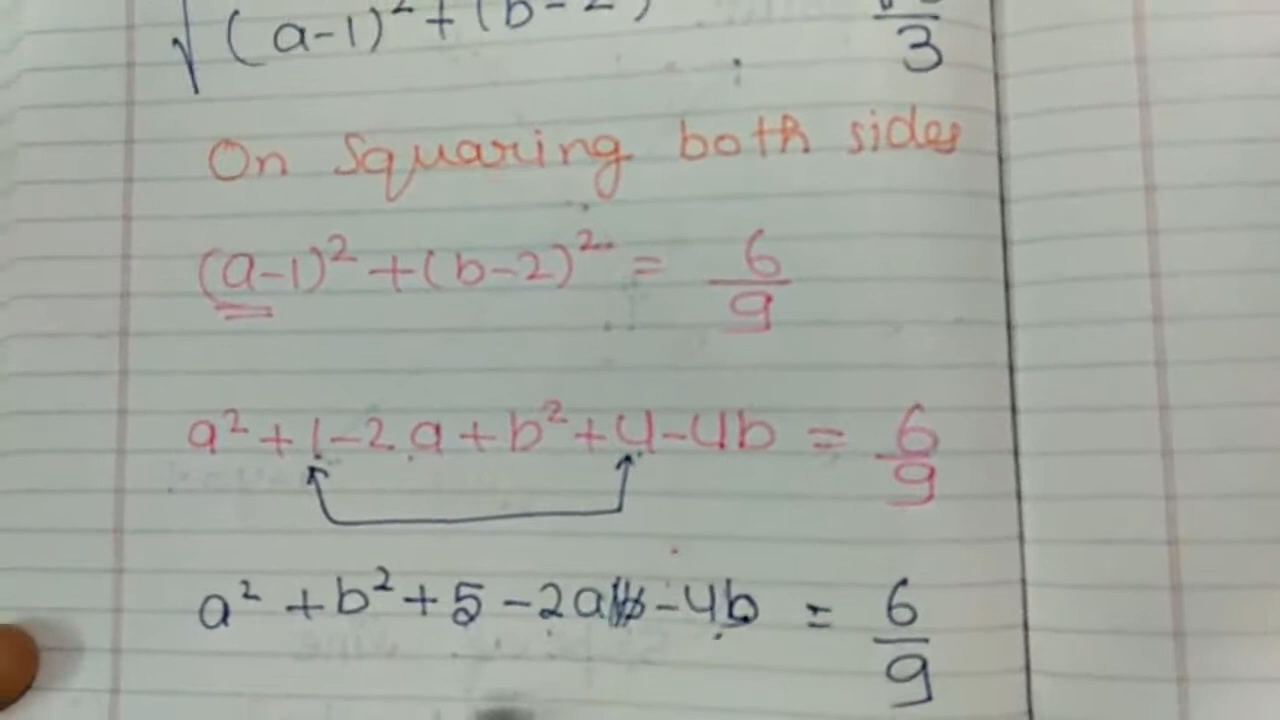 √(a-1)²+(b-2)
3
On Squaring both sides
(a-1)²+(b-2)² = 6/9
a²+1-2a+b²+4-4b = 6/9
a²+b²+5-2a-4b = 6/9